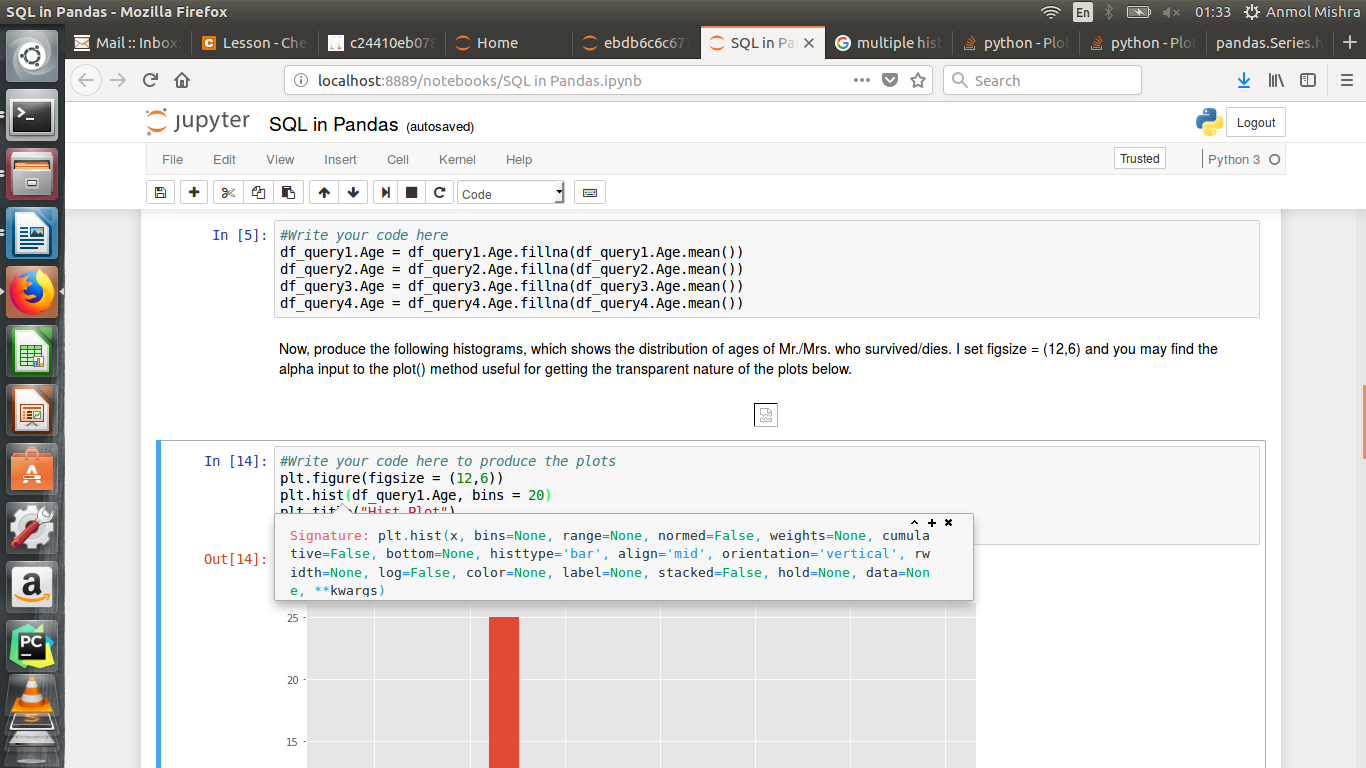 SQL in Pandas - Mozilla Firefox
En
01:33
Anmol Mishra
Mail :: Inbox
Lesson - Che
c24410eb078
Home
ebdb6c6c677
SQL in Pa
multiple hist
python - Plot
python - Plot
pandas.Series.h
localhost:8889/notebooks/SQL in Pandas.ipynb
Search
jupyter
SQL in Pandas (autosaved)
Logout
File Edit View Insert Cell Kernel Help
Trusted
Python 3
Code
In [5]:
#Write your code here
df_query1.Age = df_query1.Age.fillna(df_query1.Age.mean())
df_query2.Age = df_query2.Age.fillna(df_query2.Age.mean())
df_query3.Age = df_query3.Age.fillna(df_query3.Age.mean())
df_query4.Age = df_query4.Age.fillna(df_query4.Age.mean())
Now, produce the following histograms, which shows the distribution of ages of Mr./Mrs. who survived/dies. I set figsize = (12,6) and you may find the
alpha input to the plot() method useful for getting the transparent nature of the plots below.
In [14]:
#Write your code here to produce the plots
plt.figure(figsize = (12,6))
plt.hist(df_query1.Age, bins = 20)
plt.title("Hist Plot")
Signature: plt.hist(x, bins=None, range=None, normed=False, weights=None, cumula
tive=False, bottom=None, histtype='bar', align='mid', orientation='vertical', rw
idth=None, log=False, color=None, label=None, stacked=False, hold=None, data=Non
e, **kwargs)
Out[14]:
25
20
15
PC